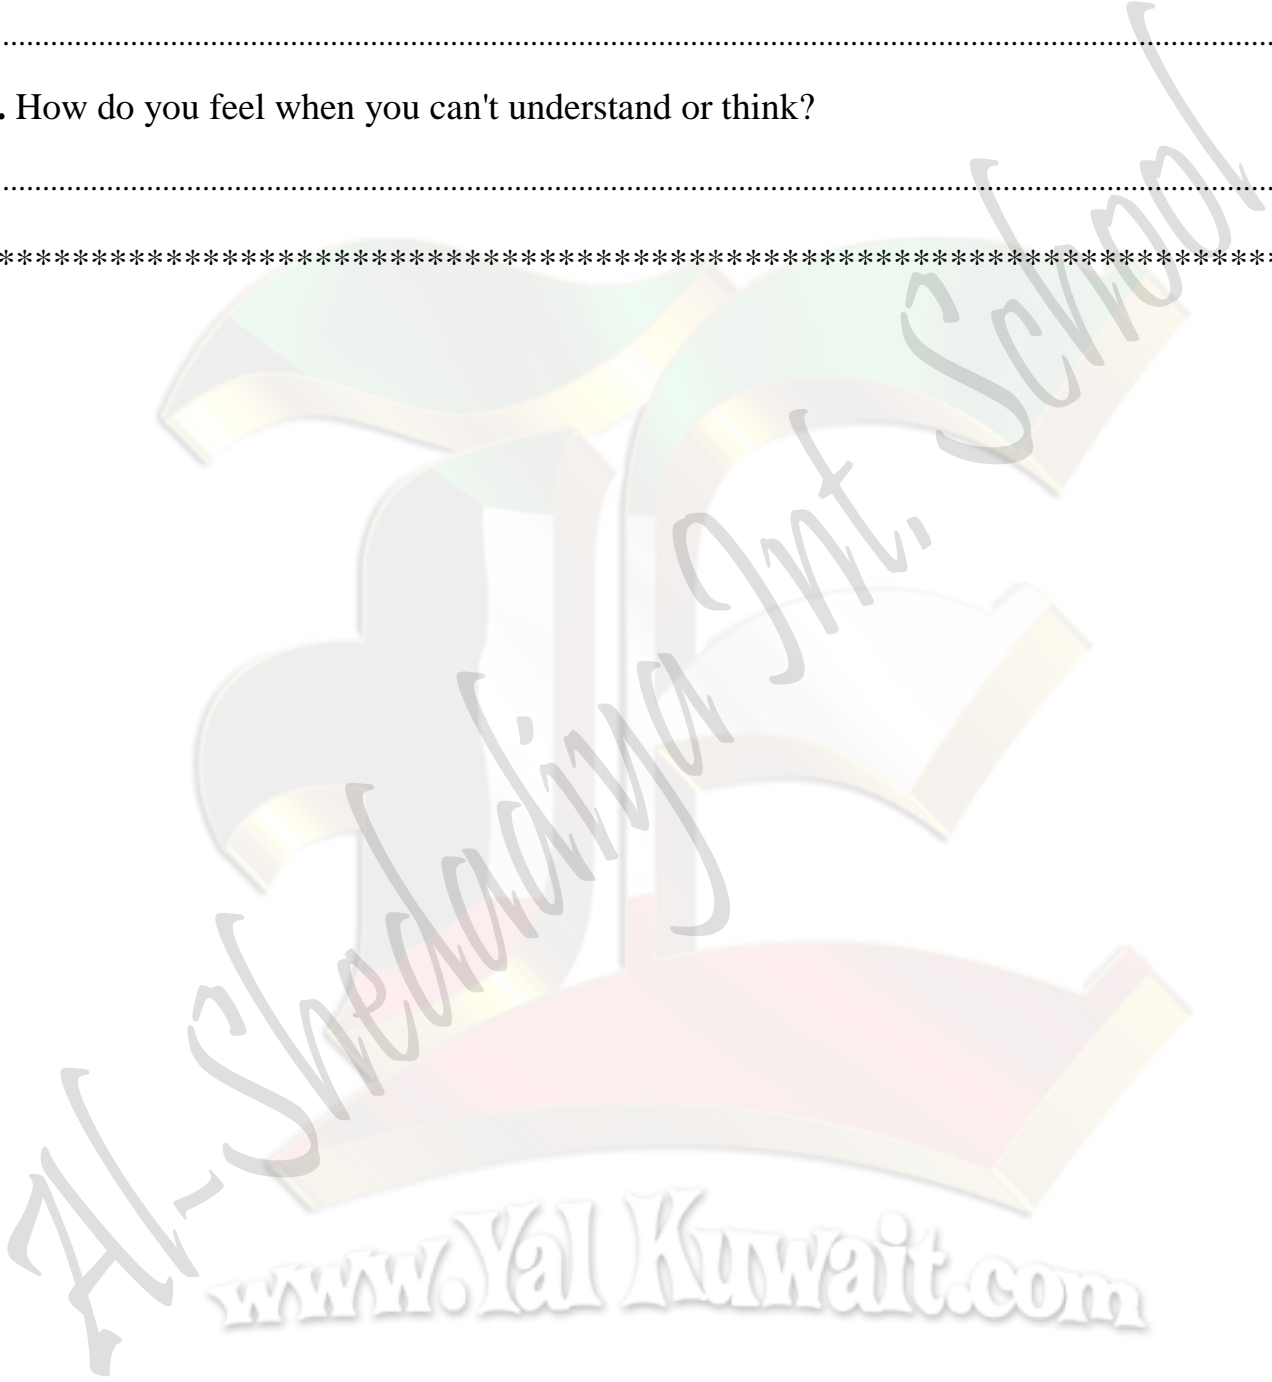 ....................................................................................................................................................................
. How do you feel when you can't understand or think?
....................................................................................................................................................................
**********************************************************************
Al-Shedadiya Int. School
www.Yal Kuwait.com